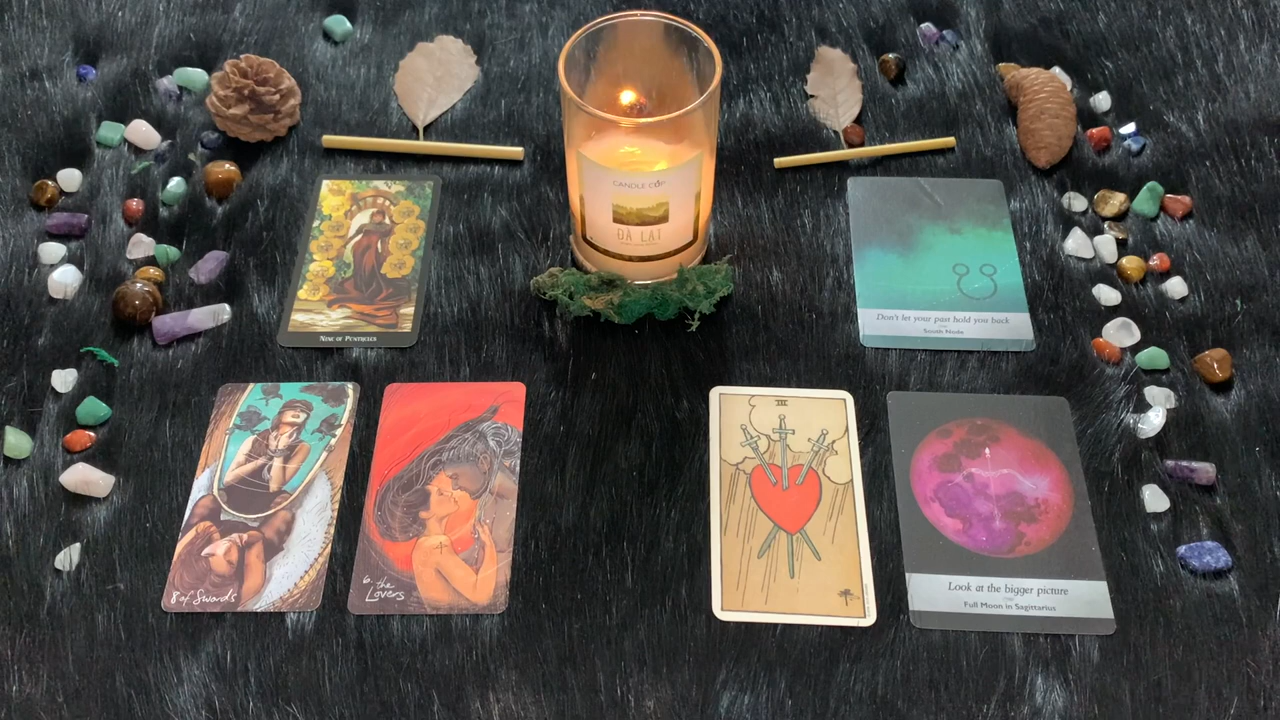 CANDLE CUP
ĐÀ LẠT
NINE OF PENTACLES
Don't let your past hold you back
South Node
8 of Swords
6. the
Lovers
III
Look at the bigger picture
Full Moon in Sagittarius